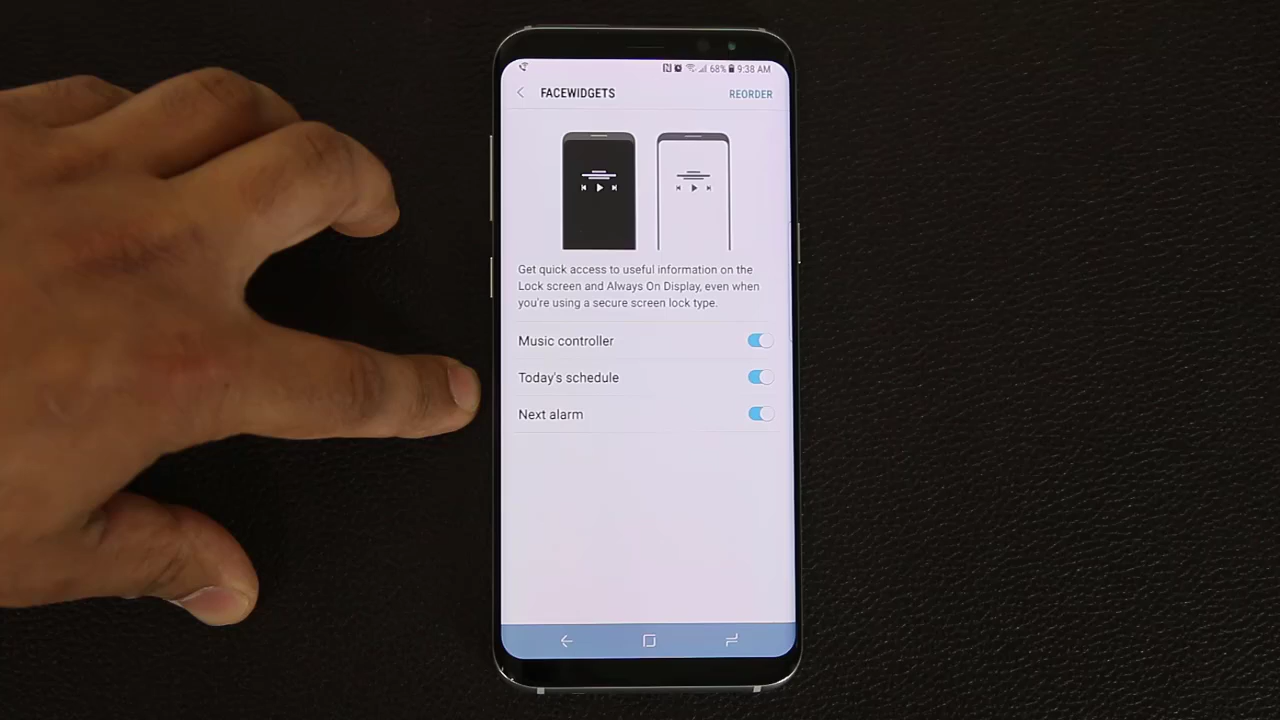 68% 9:38 AM
FACEWIDGETS REORDER
Get quick access to useful information on the
Lock screen and Always On Display, even when
you're using a secure screen lock type.
Music controller
Today's schedule
Next alarm